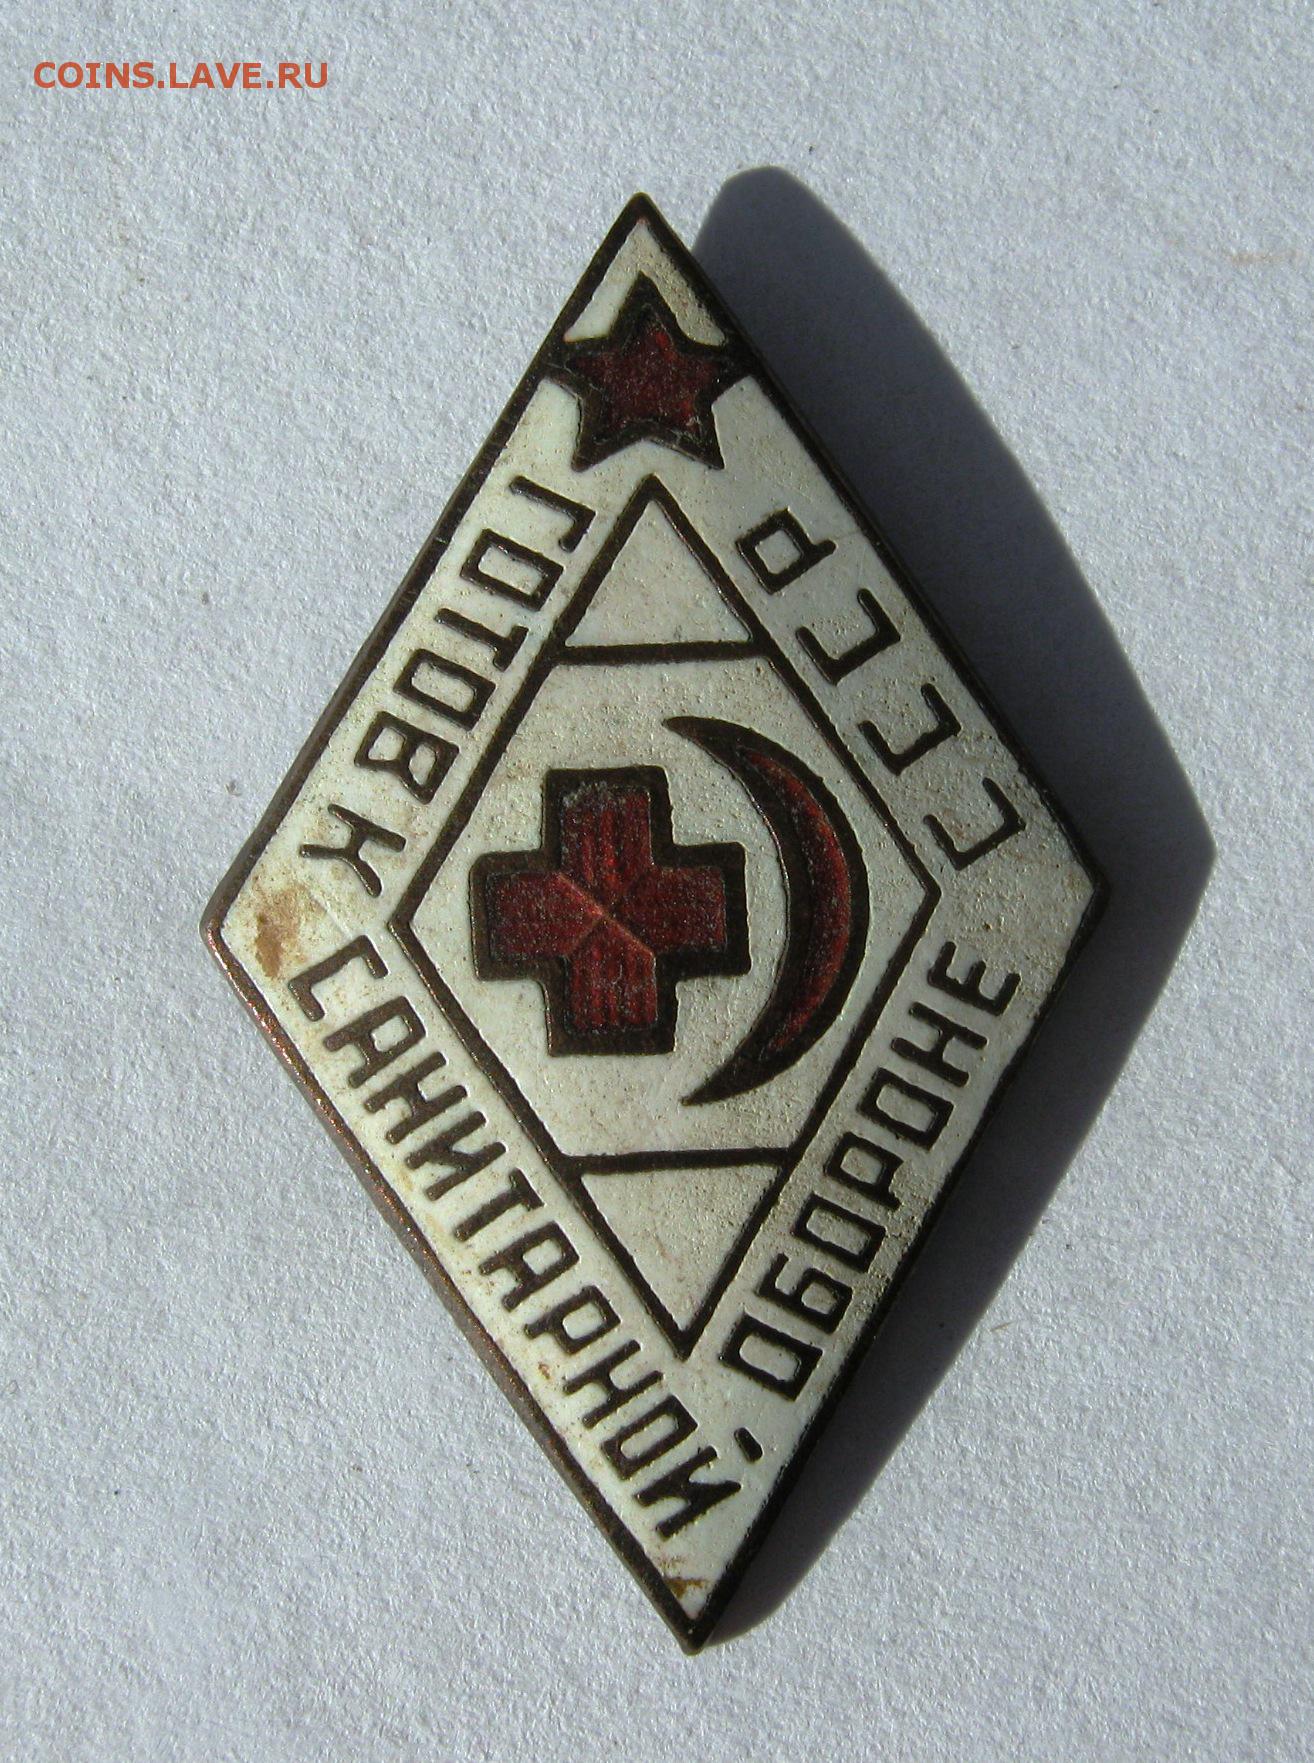 COINS.LAVE.RU
ГОТОВ К
САНИТАРНОЙ
ОБОРОНЕ
СССР